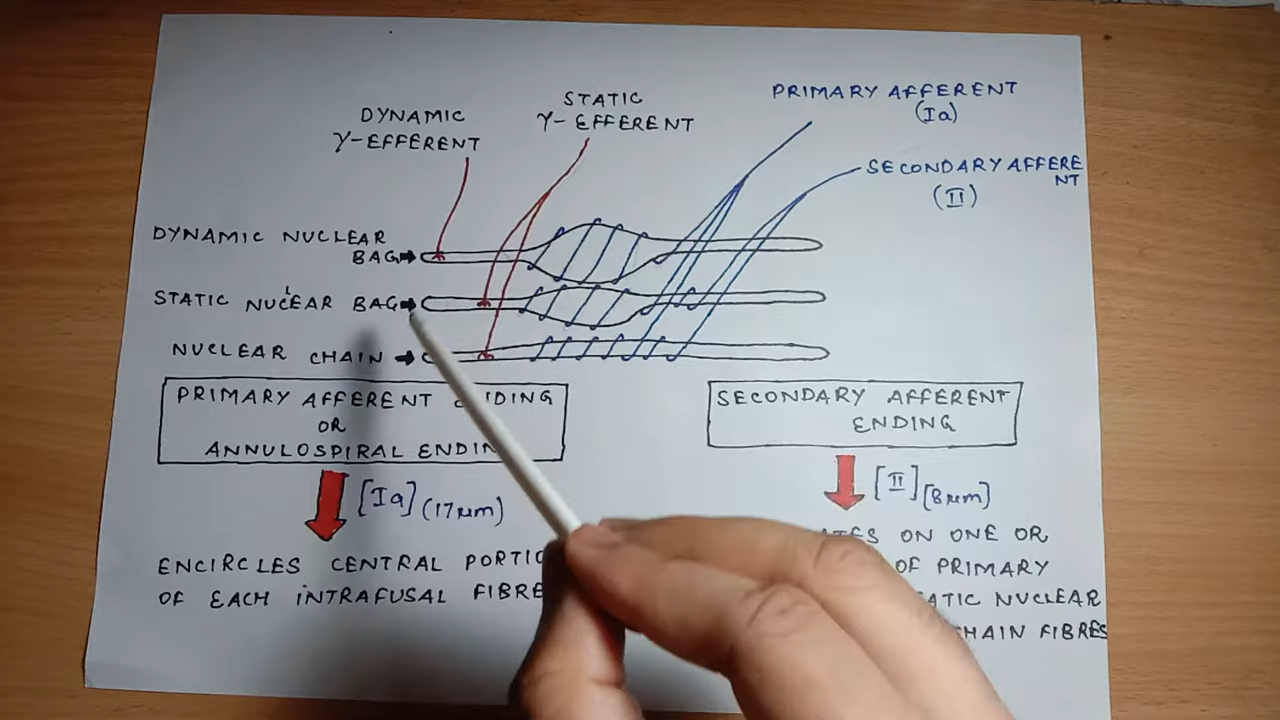 DYNAMIC
γ-EFFERENT
STATIC
γ-EFFERENT
PRIMARY AFFERENT
(Ia)
SECONDARY AFFERE
NT
(II)
DYNAMIC NUCLEAR
BAG
STATIC NUCLEAR BAG
NUCLEAR CHAIN
PRIMARY AFFERENT
OR
ANNULOSPIRAL
[Ia] (17μm)
ENCIRCLES CENTRAL
OF EACH INTRAFUSAL
SECONDARY AFFERENT
ENDING
[II] [8μm]
ON ONE OR
OF PRIMARY
NUCLEAR
FIBRES